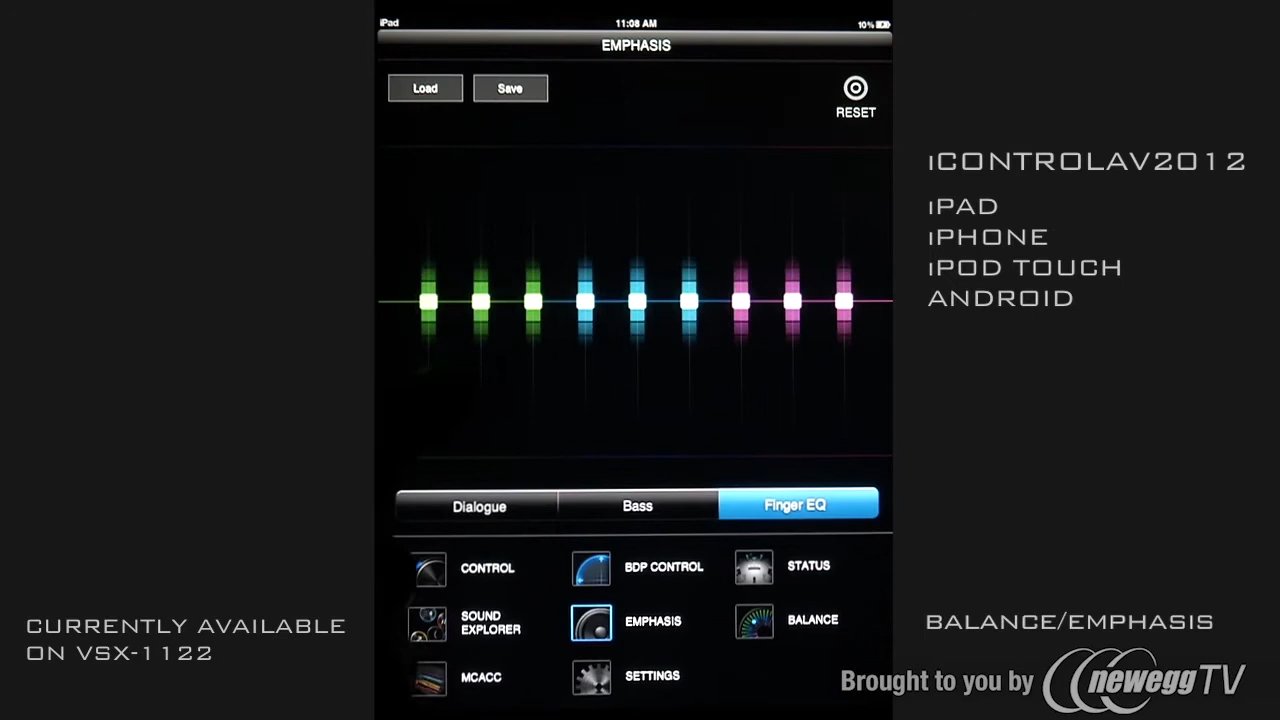 iPad
11:08 AM
10%
EMPHASIS
Load
Save
RESET
iCONTROLAV2012
iPAD
iPHONE
iPOD TOUCH
ANDROID
Dialogue
Bass
Finger EQ
CONTROL
BDP CONTROL
STATUS
SOUND
EXPLORER
EMPHASIS
BALANCE
MCACC
SETTINGS
CURRENTLY AVAILABLE
ON VSX-1122
BALANCE/EMPHASIS
Brought to you by newegg TV